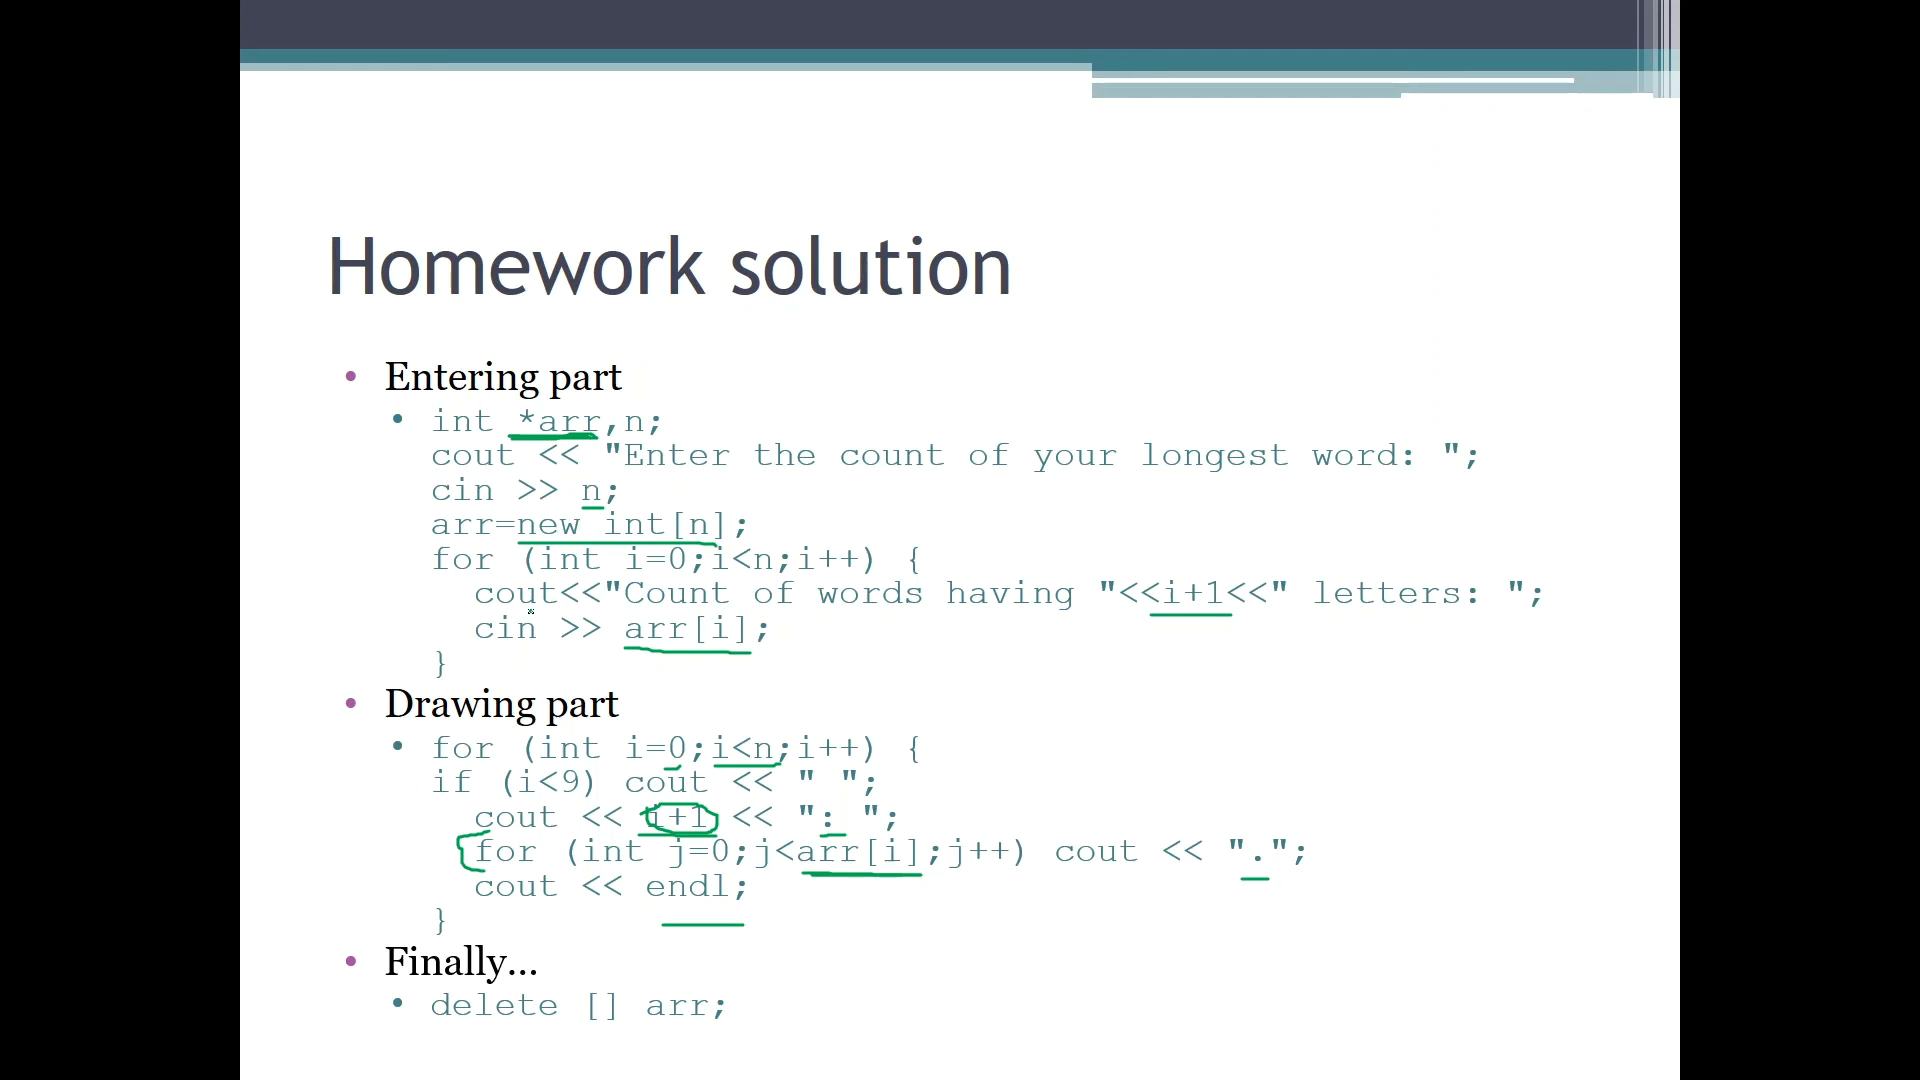 Homework solution
• Entering part
• int *arr,n;
cout << "Enter the count of your longest word: ";
cin >> n;
arr=new int[n];
for (int i=0;i<n;i++) {
cout<<"Count of words having "<<i+1<<" letters: ";
cin >> arr[i];
}
• Drawing part
• for (int i=0;i<n;i++) {
if (i<9) cout << " ";
cout << i+1 << ": ";
for (int j=0;j<arr[i];j++) cout << ".";
cout << endl;
}
• Finally...
• delete [] arr;